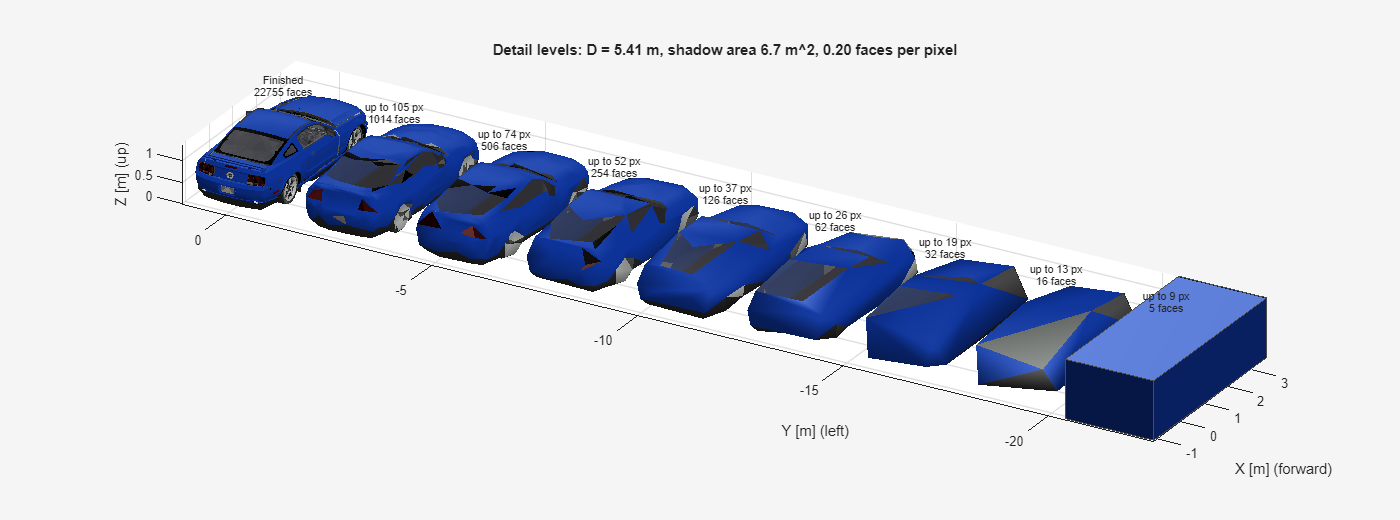 Detail levels: D = 5.41 m, shadow area 6.7 m^2, 0.20 faces per pixel
Finished
22755 faces
up to 105 px
1014 faces
up to 74 px
506 faces
up to 52 px
254 faces
up to 37 px
126 faces
up to 26 px
62 faces
up to 19 px
32 faces
up to 13 px
16 faces
up to 9 px
5 faces
Z [m] (up)
1
0.5
0
0
-5
-10
-15
-20
Y [m] (left)
3
2
1
0
-1
X [m] (forward)